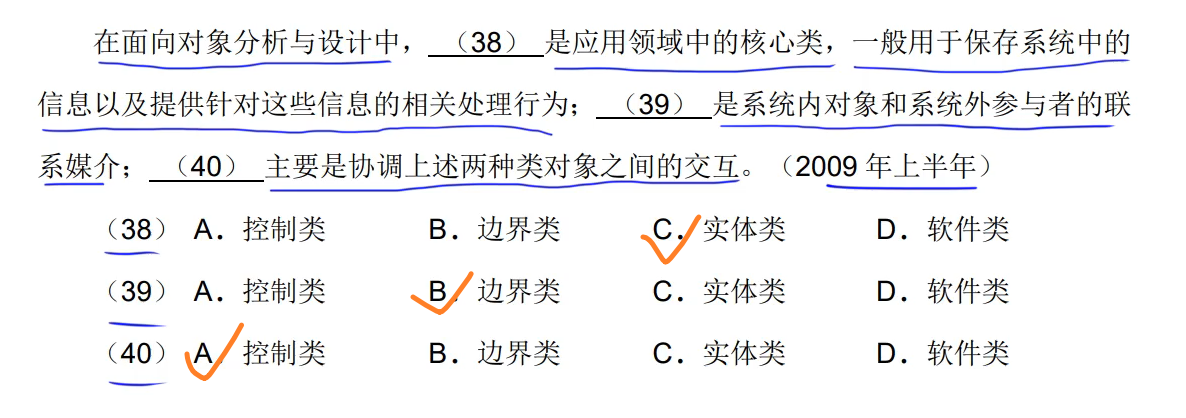 在面向对象分析与设计中，（38）是应用领域中的核心类，一般用于保存系统中的
信息以及提供针对这些信息的相关处理行为；（39）是系统内对象和系统外参与者的联
系媒介；（40）主要是协调上述两种类对象之间的交互。（2009 年上半年）
（38） A．控制类 B．边界类 C．实体类 D．软件类
（39） A．控制类 B．边界类 C．实体类 D．软件类
（40） A．控制类 B．边界类 C．实体类 D．软件类